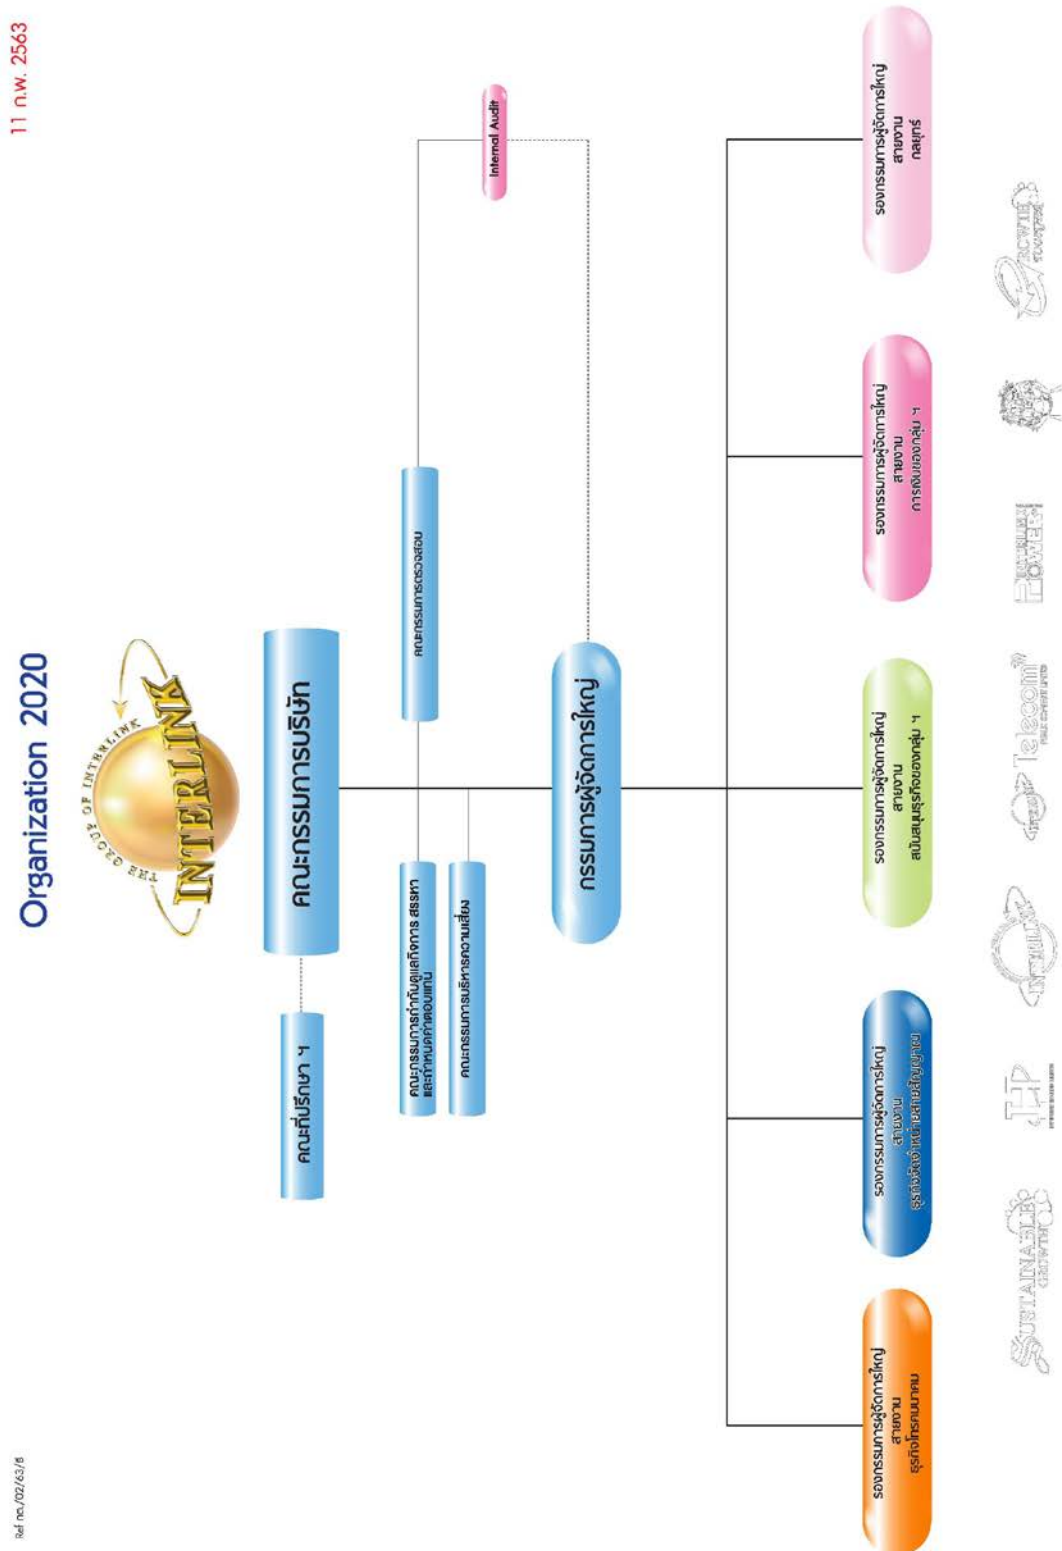 Ref กต./02/63/8
Organization 2020
11 ก.พ. 2563
THE GROUP OF INTERLINK
INTERLINK
คณะที่ปรึกษา ฯ
คณะกรรมการบริษัท
คณะกรรมการกำกับดูแลกิจการ สรรหา
และกำหนดค่าตอบแทน
คณะกรรมการตรวจสอบ
คณะกรรมการบริหารความเสี่ยง
Internal Audit
กรรมการผู้จัดการใหญ่
รองกรรมการผู้จัดการใหญ่
สายงาน
ธุรกิจโทรคมนาคม
รองกรรมการผู้จัดการใหญ่
สายงาน
ธุรกิจจัดจำหน่ายสายสัญญาณ
รองกรรมการผู้จัดการใหญ่
สายงาน
สนับสนุนธุรกิจของกลุ่ม ฯ
รองกรรมการผู้จัดการใหญ่
สายงาน
การเงินของกลุ่ม ฯ
รองกรรมการผู้จัดการใหญ่
สายงาน
กลยุทธ์
SUSTAINABLE
GROWTH
INTERLINK
INTERLINK
Telecom
PUBLIC COMPANY LIMITED
INTERLINK
POWER
TOGETHER